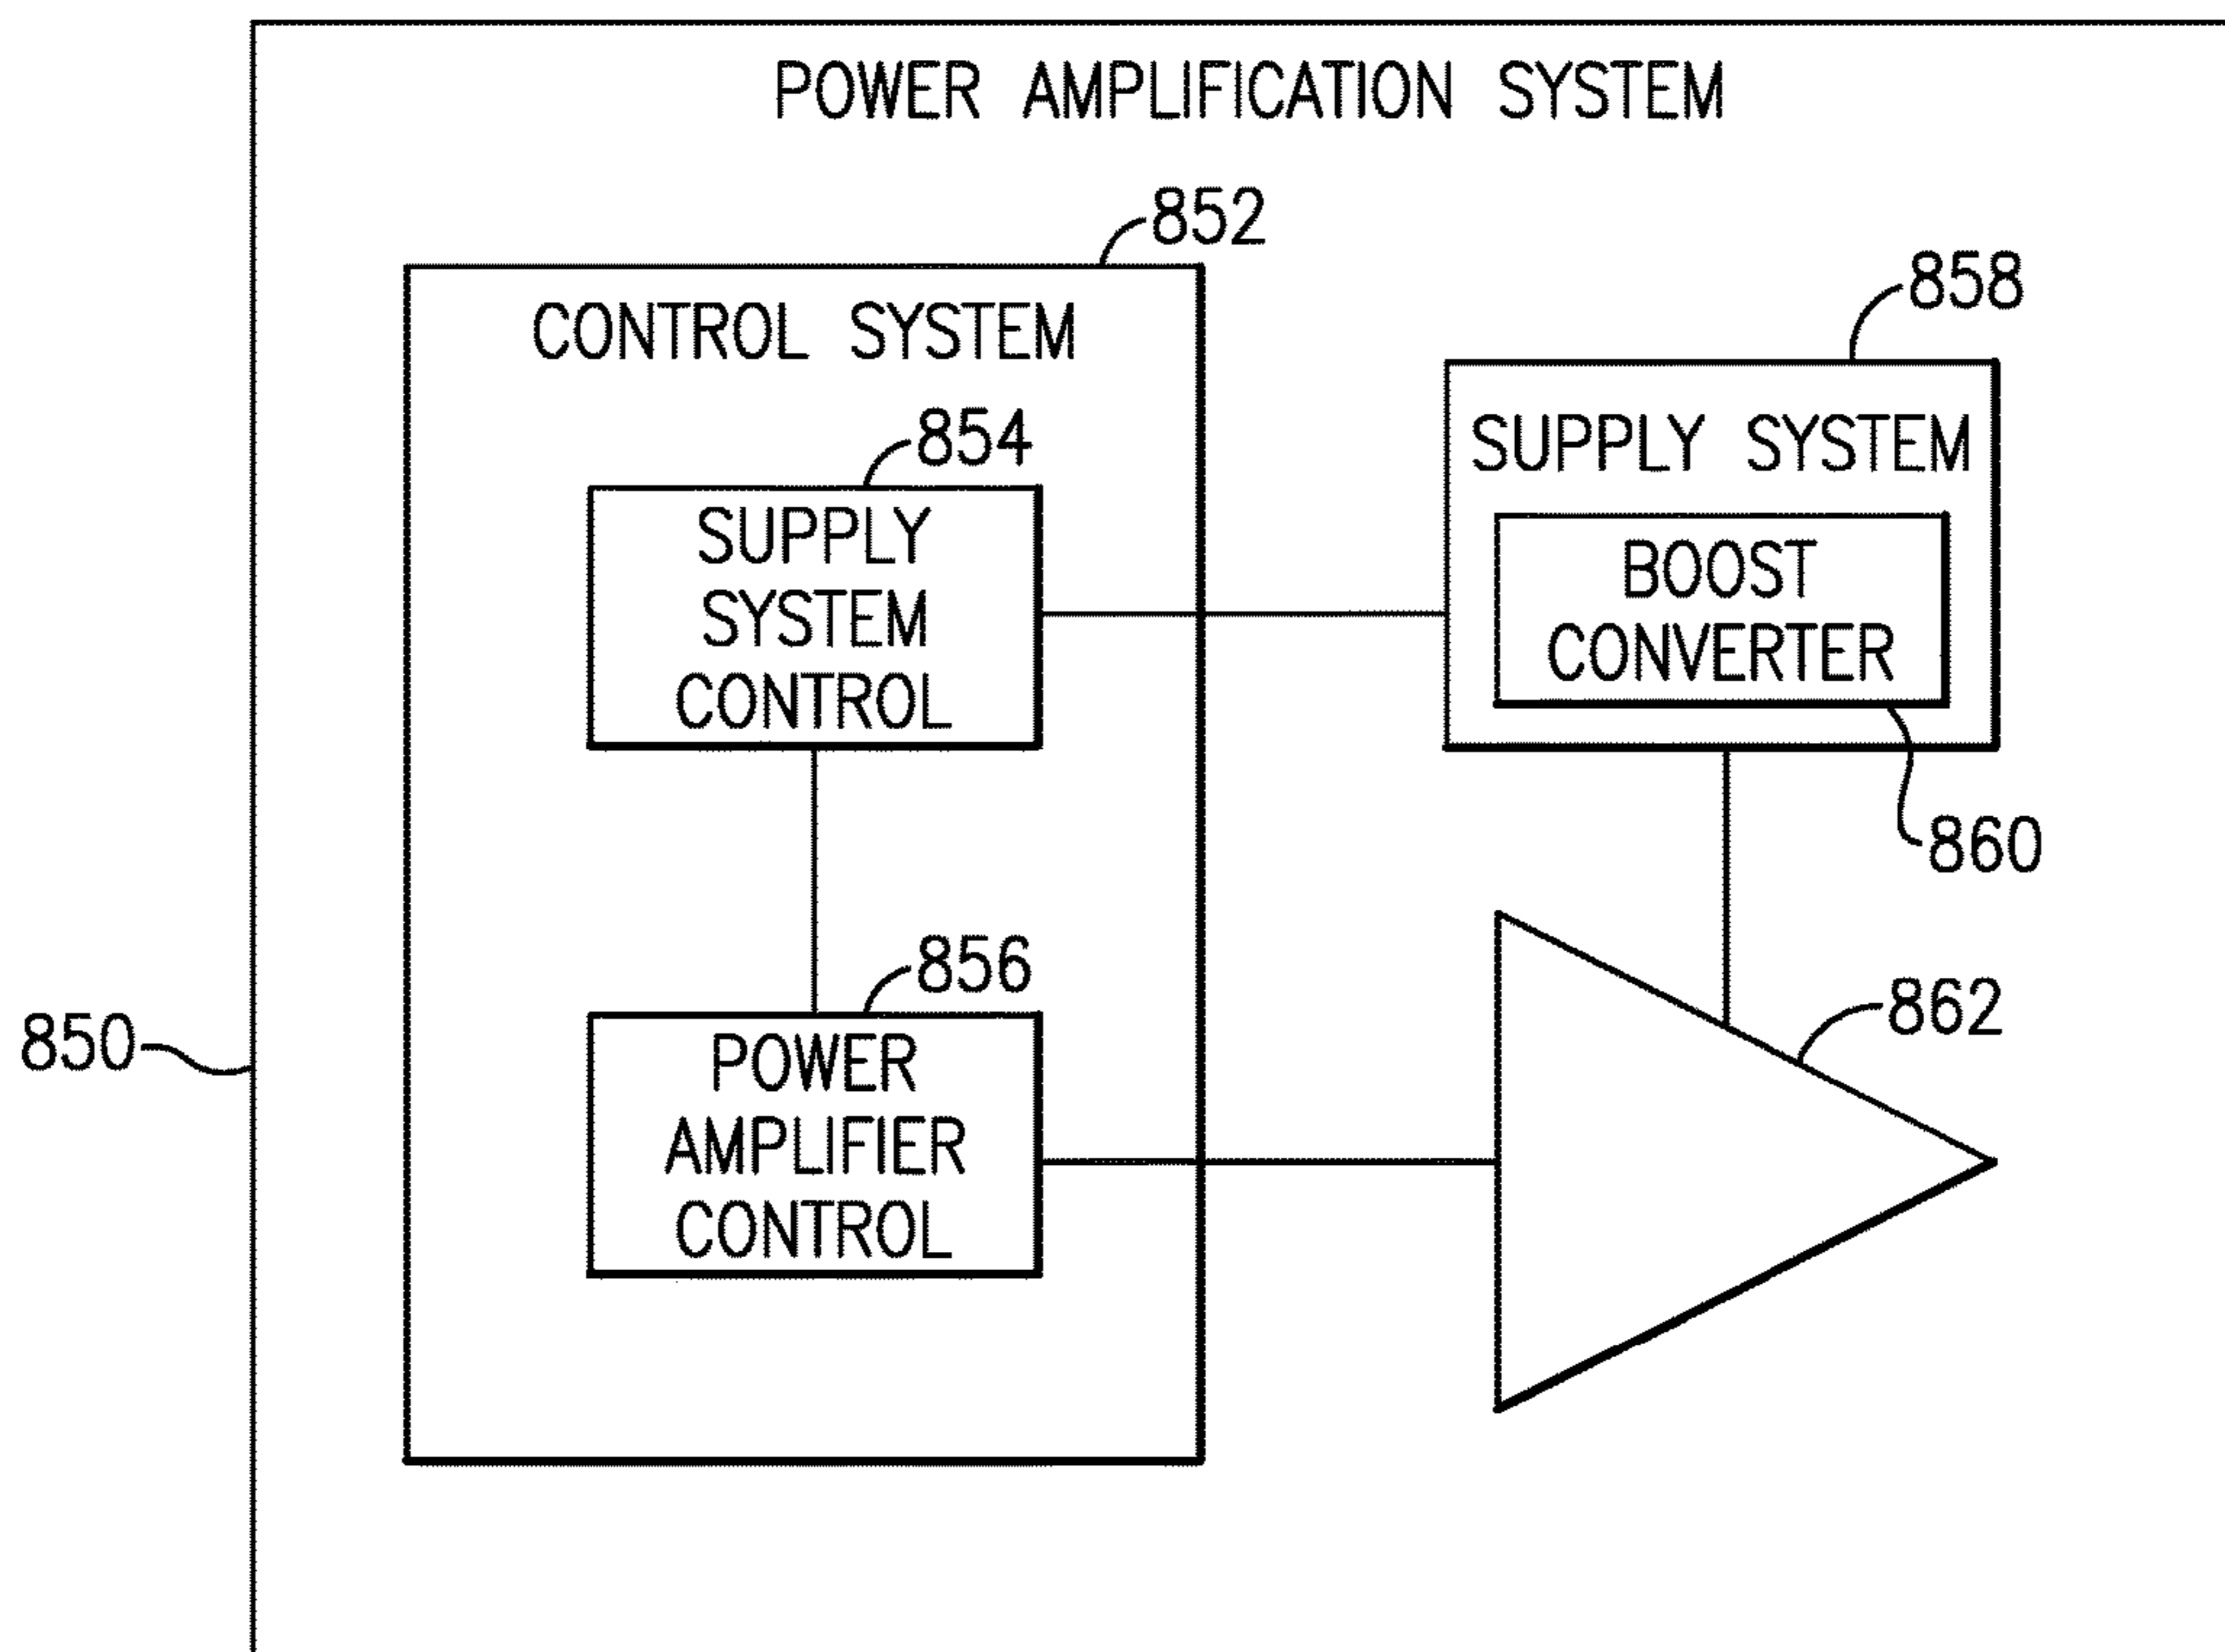 POWER AMPLIFICATION SYSTEM
852
CONTROL SYSTEM
858
854
SUPPLY SYSTEM
SUPPLY
SYSTEM
CONTROL
BOOST
CONVERTER
860
856
862
850
POWER
AMPLIFIER
CONTROL